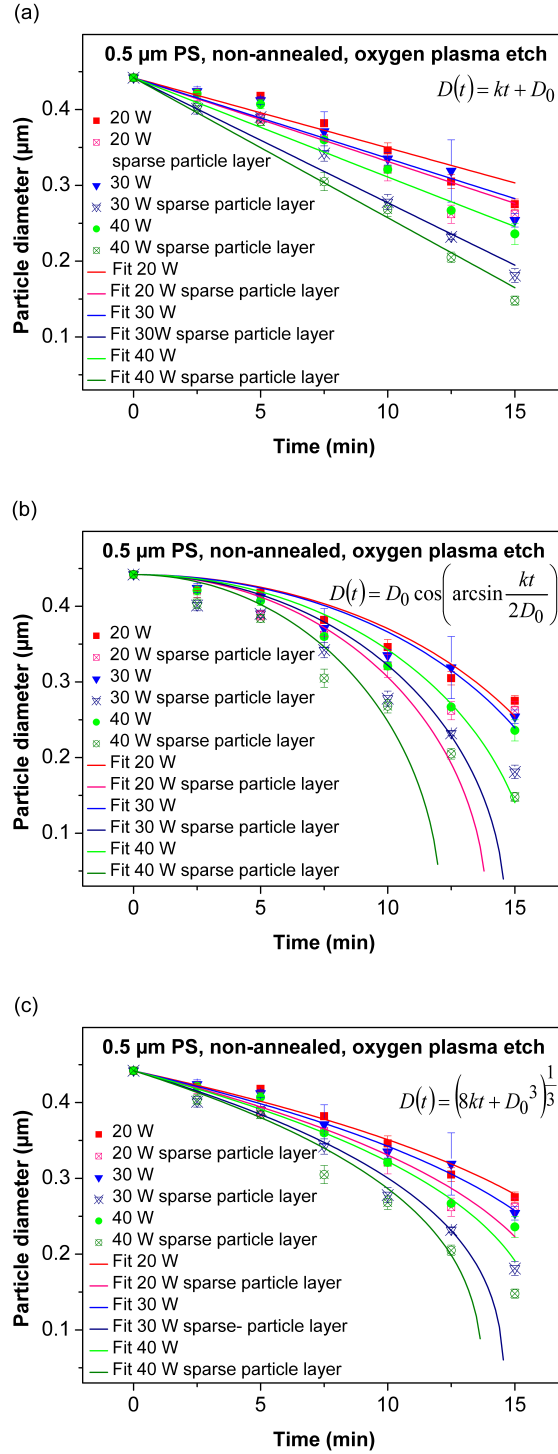 (a)
0.5 µm PS, non-annealed, oxygen plasma etch
D(t) = kt + D₀
0.4
0.3
0.2
0.1
Particle diameter (µm)
20 W
20 W
sparse particle layer
30 W
30 W sparse particle layer
40 W
40 W sparse particle layer
Fit 20 W
Fit 20 W sparse particle layer
Fit 30 W
Fit 30W sparse particle layer
Fit 40 W
Fit 40 W sparse particle layer
0 5 10 15
Time (min)
(b)
0.5 µm PS, non-annealed, oxygen plasma etch
D(t) = D₀ cos(arcsin kt/2D₀)
0.4
0.3
0.2
0.1
Particle diameter (µm)
20 W
20 W sparse particle layer
30 W
30 W sparse particle layer
40 W
40 W sparse particle layer
Fit 20 W
Fit 20 W sparse particle layer
Fit 30 W
Fit 30 W sparse particle layer
Fit 40 W
Fit 40 W sparse particle layer
0 5 10 15
Time (min)
(c)
0.5 µm PS, non-annealed, oxygen plasma etch
D(t) = (8kt + D₀³)^1/3
0.4
0.3
0.2
0.1
Particle diameter (µm)
20 W
20 W sparse particle layer
30 W
30 W sparse particle layer
40 W
40 W sparse particle layer
Fit 20 W
Fit 20 W sparse particle layer
Fit 30 W
Fit 30 W sparse- particle layer
Fit 40 W
Fit 40 W sparse particle layer
0 5 10 15
Time (min)